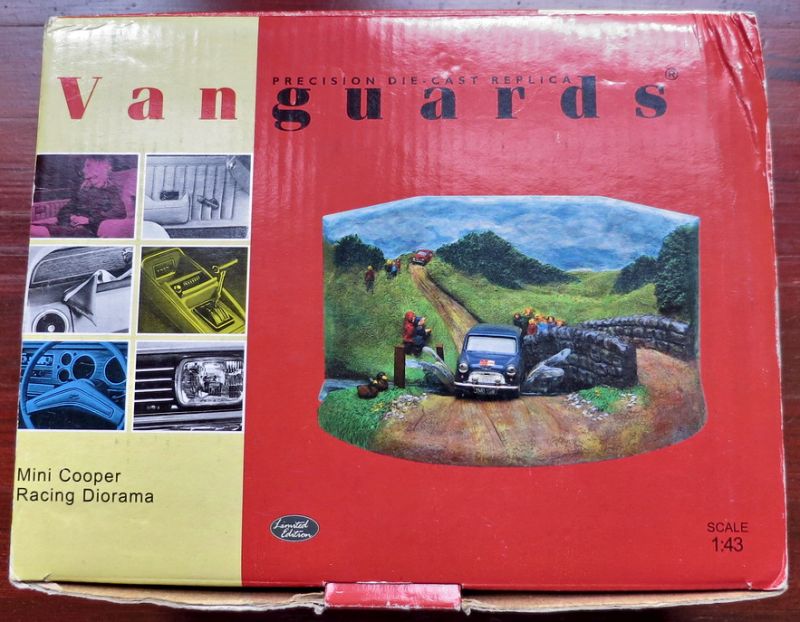 PRECISION DIE-CAST REPLICA
Vanguards®
Mini Cooper
Racing Diorama
Limited
Edition
SCALE
1:43